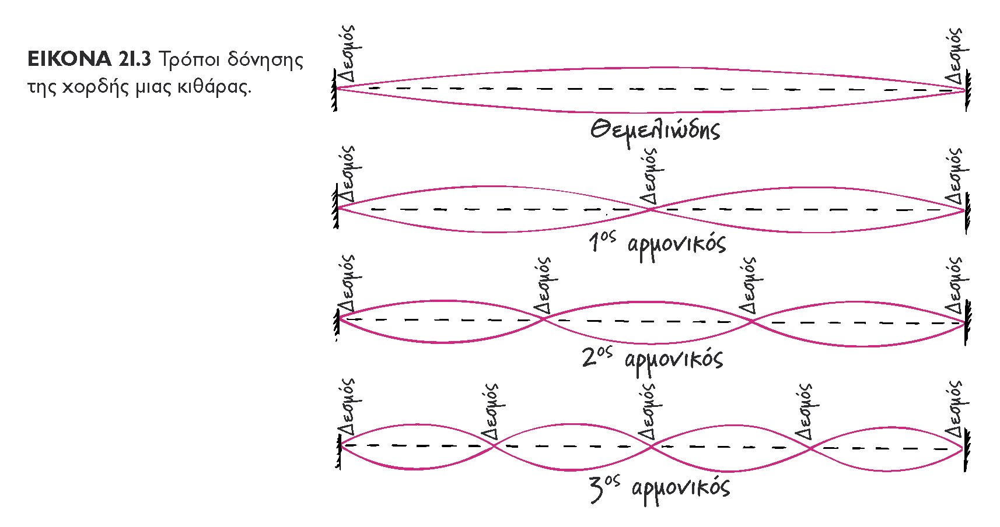 ΕΙΚΟΝΑ 21.3 Τρόποι δόνησης
της χορδής μιας κιθάρας.
Δεσμός Δεσμός
Θεμελιώδης
Δεσμός Δεσμός Δεσμός
1ος αρμονικός
Δεσμός Δεσμός Δεσμός Δεσμός
2ος αρμονικός
Δεσμός Δεσμός Δεσμός Δεσμός Δεσμός
3ος αρμονικός